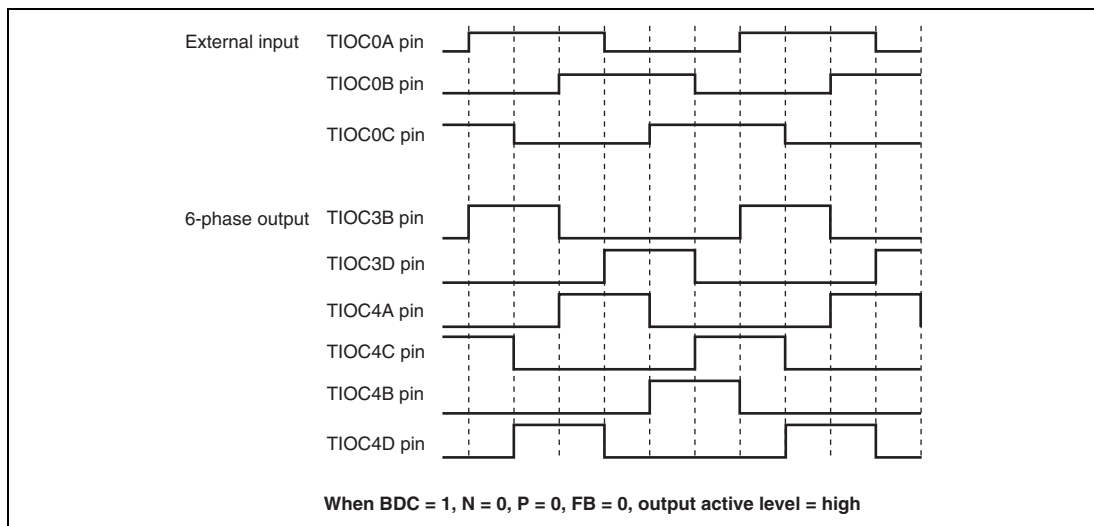 External input TIOC0A pin
TIOC0B pin
TIOC0C pin
6-phase output TIOC3B pin
TIOC3D pin
TIOC4A pin
TIOC4C pin
TIOC4B pin
TIOC4D pin
When BDC = 1, N = 0, P = 0, FB = 0, output active level = high